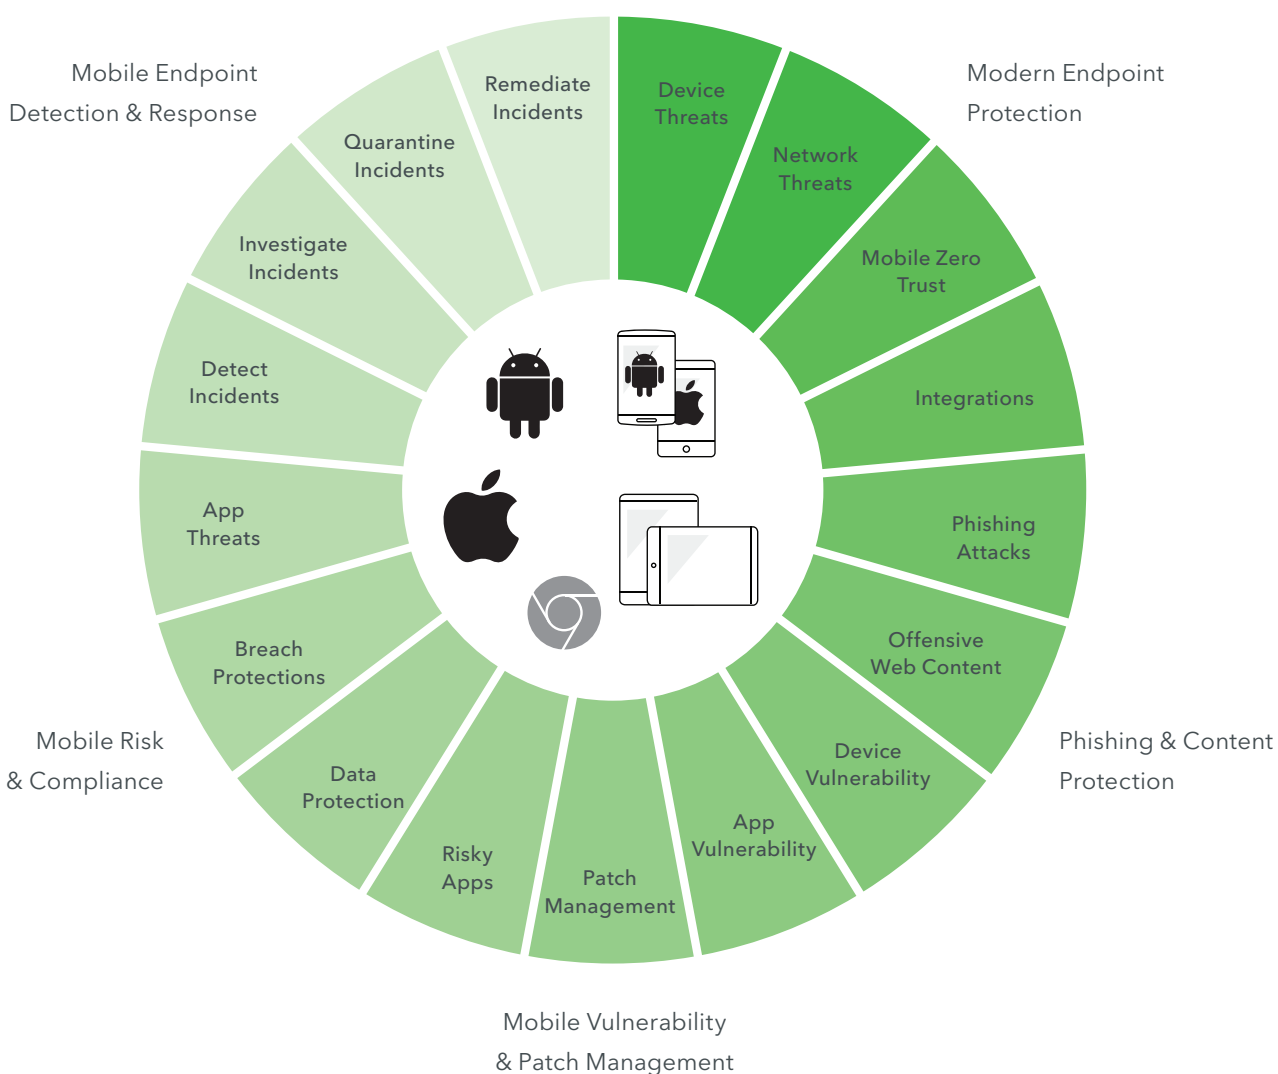 Mobile Endpoint
Detection & Response
Modern Endpoint
Protection
Remediate
Incidents
Device
Threats
Network
Threats
Mobile Zero
Trust
Integrations
Phishing
Attacks
Offensive
Web Content
Device
Vulnerability
App
Vulnerability
Patch
Management
Risky
Apps
Data
Protection
Breach
Protections
App
Threats
Detect
Incidents
Investigate
Incidents
Quarantine
Incidents
Phishing & Content
Protection
Mobile Vulnerability
& Patch Management
Mobile Risk
& Compliance